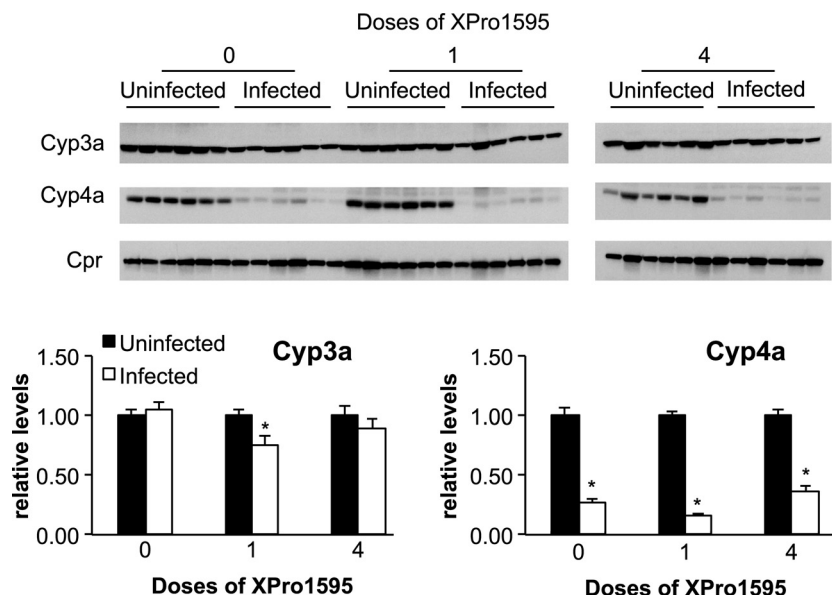 Doses of XPro1595
0 1 4
Uninfected Infected Uninfected Infected Uninfected Infected
Cyp3a
Cyp4a
Cpr
Uninfected
Infected
Cyp3a
relative levels
1.50
1.00
0.50
0.00
*
0 1 4
Doses of XPro1595
Cyp4a
relative levels
1.50
1.00
0.50
0.00
* * *
0 1 4
Doses of XPro1595